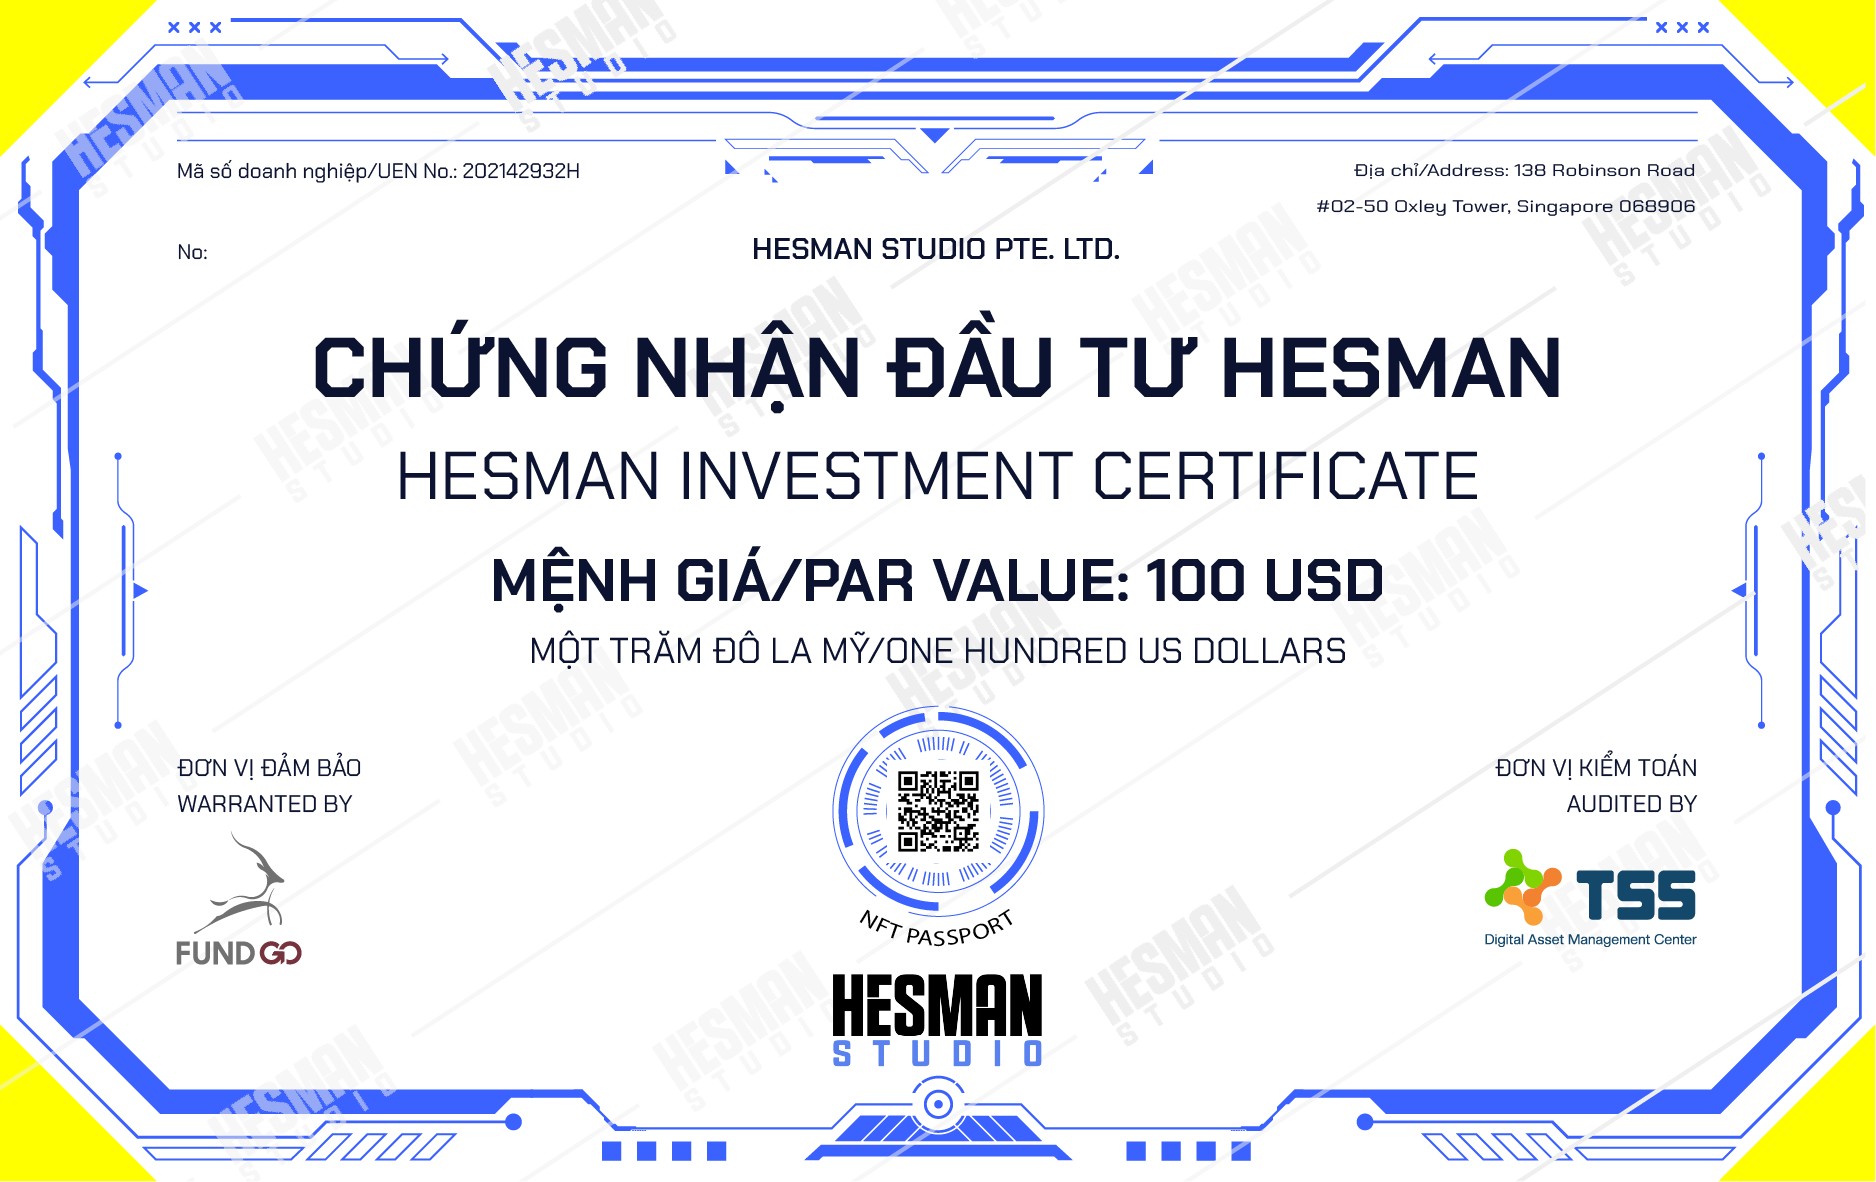 Mã số doanh nghiệp/UEN No.: 202142932H
Địa chỉ/Address: 138 Robinson Road
#02-50 Oxley Tower, Singapore 068906
No:
HESMAN STUDIO PTE. LTD.
CHỨNG NHẬN ĐẦU TƯ HESMAN
HESMAN INVESTMENT CERTIFICATE
MỆNH GIÁ/PAR VALUE: 100 USD
MỘT TRĂM ĐÔ LA MỸ/ONE HUNDRED US DOLLARS
ĐƠN VỊ ĐẢM BẢO
WARRANTED BY
FUND GO
NFT PASSPORT
HESMAN
STUDIO
ĐƠN VỊ KIỂM TOÁN
AUDITED BY
TSS
Digital Asset Management Center